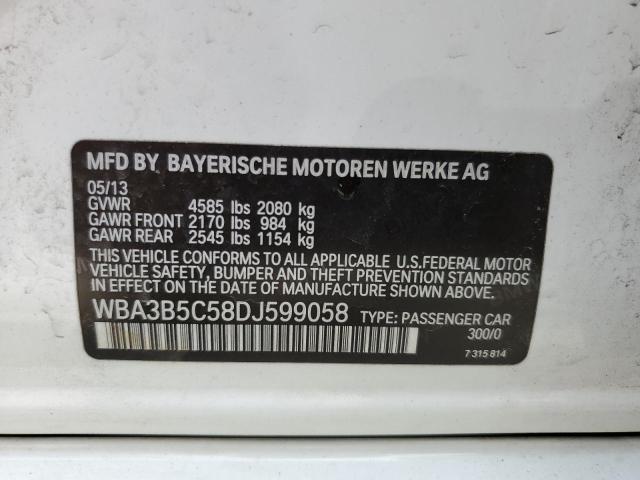 MFD BY BAYERISCHE MOTOREN WERKE AG
05/13
GVWR 4585 lbs 2080 kg
GAWR FRONT 2170 lbs 984 kg
GAWR REAR 2545 lbs 1154 kg
THIS VEHICLE CONFORMS TO ALL APPLICABLE U.S.FEDERAL MOTOR
VEHICLE SAFETY, BUMPER AND THEFT PREVENTION STANDARDS
IN EFFECT ON THE DATE OF MANUFACTURE SHOWN ABOVE.
WBA3B5C58DJ599058 TYPE: PASSENGER CAR
300/0
7 315 814